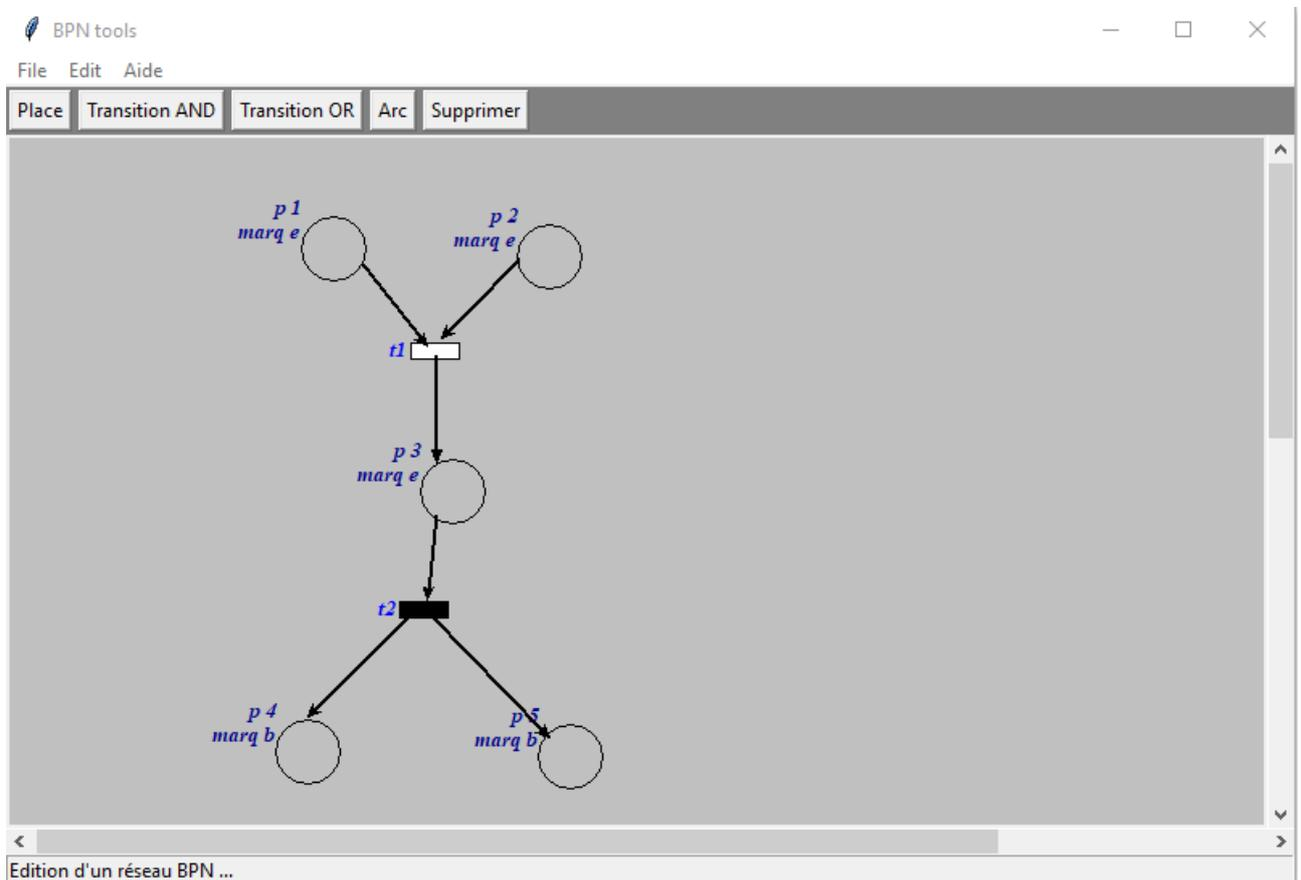 BPN tools
File Edit Aide
Place Transition AND Transition OR Arc Supprimer
p 1
marq e
p 2
marq e
t1
p 3
marq e
t2
p 4
marq b
p 5
marq b
Edition d'un réseau BPN ...